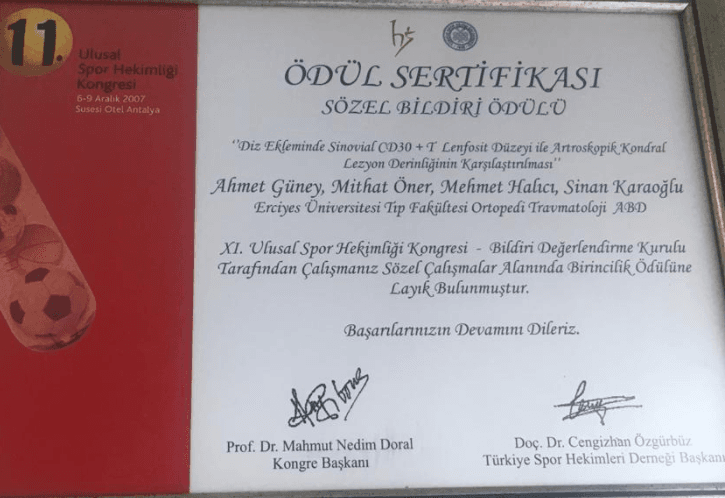 11.
Ulusal
Spor Hekimliği
Kongresi
6-9 Aralık 2007
Susesi Otel Antalya
ÖDÜL SERTİFİKASI
SÖZEL BİLDİRİ ÖDÜLÜ
"Diz Ekleminde Sinovial CD30 +T Lenfosit Düzeyi ile Artroskopik Kondral
Lezyon Derinliğinin Karşılaştırılması"
Ahmet Güney, Mithat Öner, Mehmet Halıcı, Sinan Karaoğlu
Erciyes Üniversitesi Tıp Fakültesi Ortopedi Travmatoloji ABD
XI. Ulusal Spor Hekimliği Kongresi - Bildiri Değerlendirme Kurulu
Tarafından Çalışmanız Sözel Çalışmalar Alanında Birincilik Ödülüne
Layık Bulunmuştur.
Başarılarınızın Devamını Dileriz.
Prof. Dr. Mahmut Nedim Doral
Kongre Başkanı
Doç. Dr. Cengizhan Özgürbüz
Türkiye Spor Hekimleri Derneği Başkanı